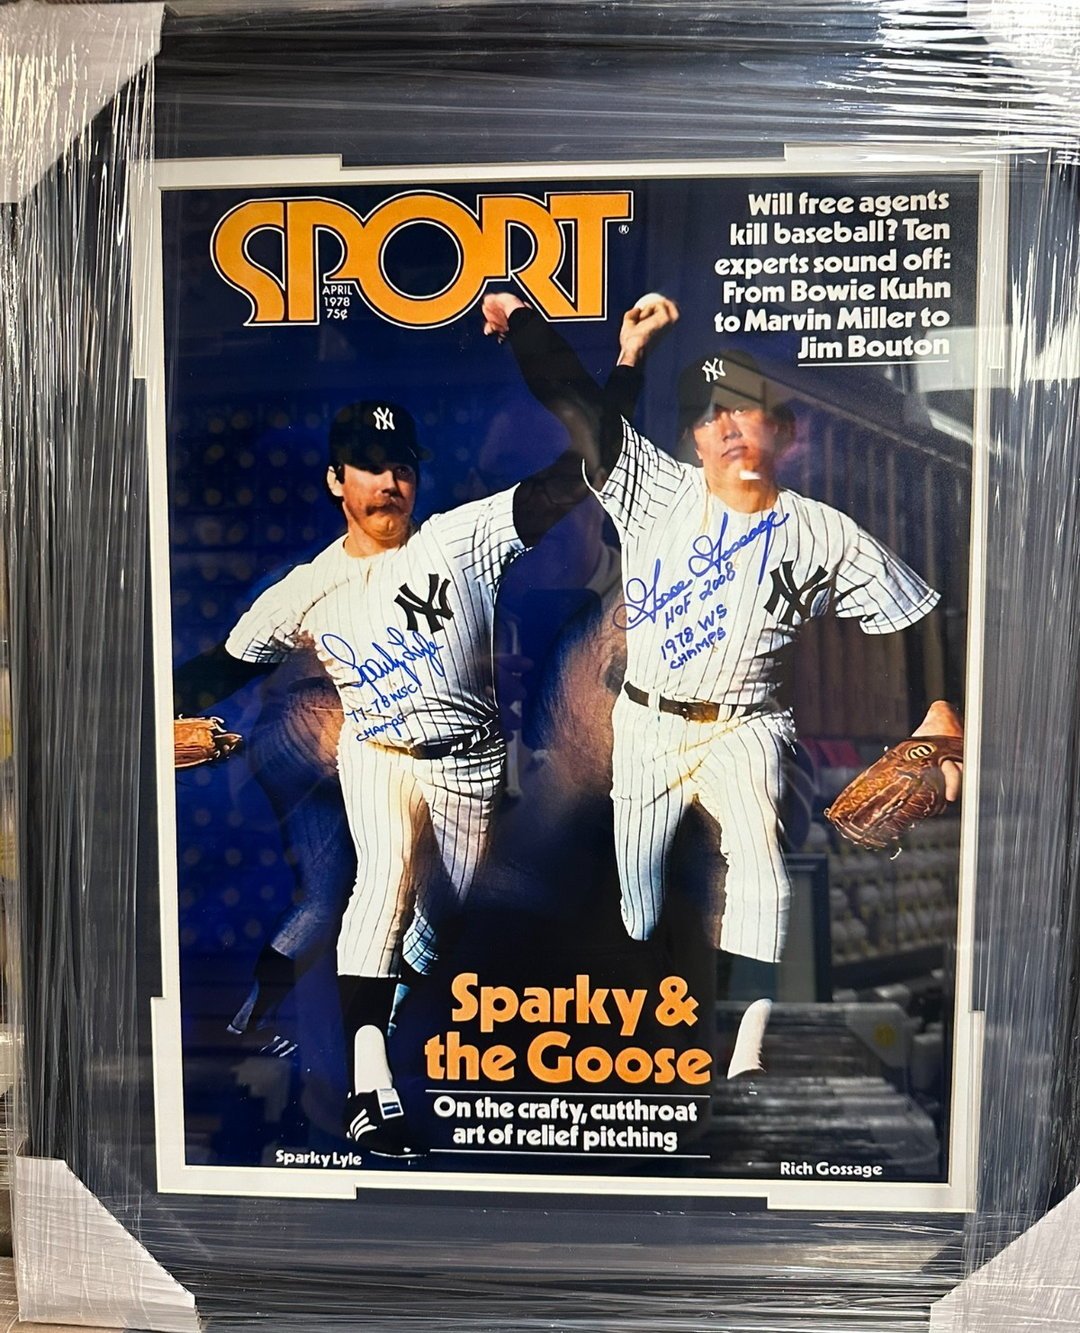 SPORT®
APRIL
1978
75¢
Will free agents
kill baseball? Ten
experts sound off:
From Bowie Kuhn
to Marvin Miller to
Jim Bouton
NY
NY
NY
NY
Goose Gossage
HOF 2008
1978 WS
CHAMPS
Sparky Lyle
77-78 WSC
CHAMPS
Sparky &
the Goose
On the crafty, cutthroat
art of relief pitching
Sparky Lyle
Rich Gossage